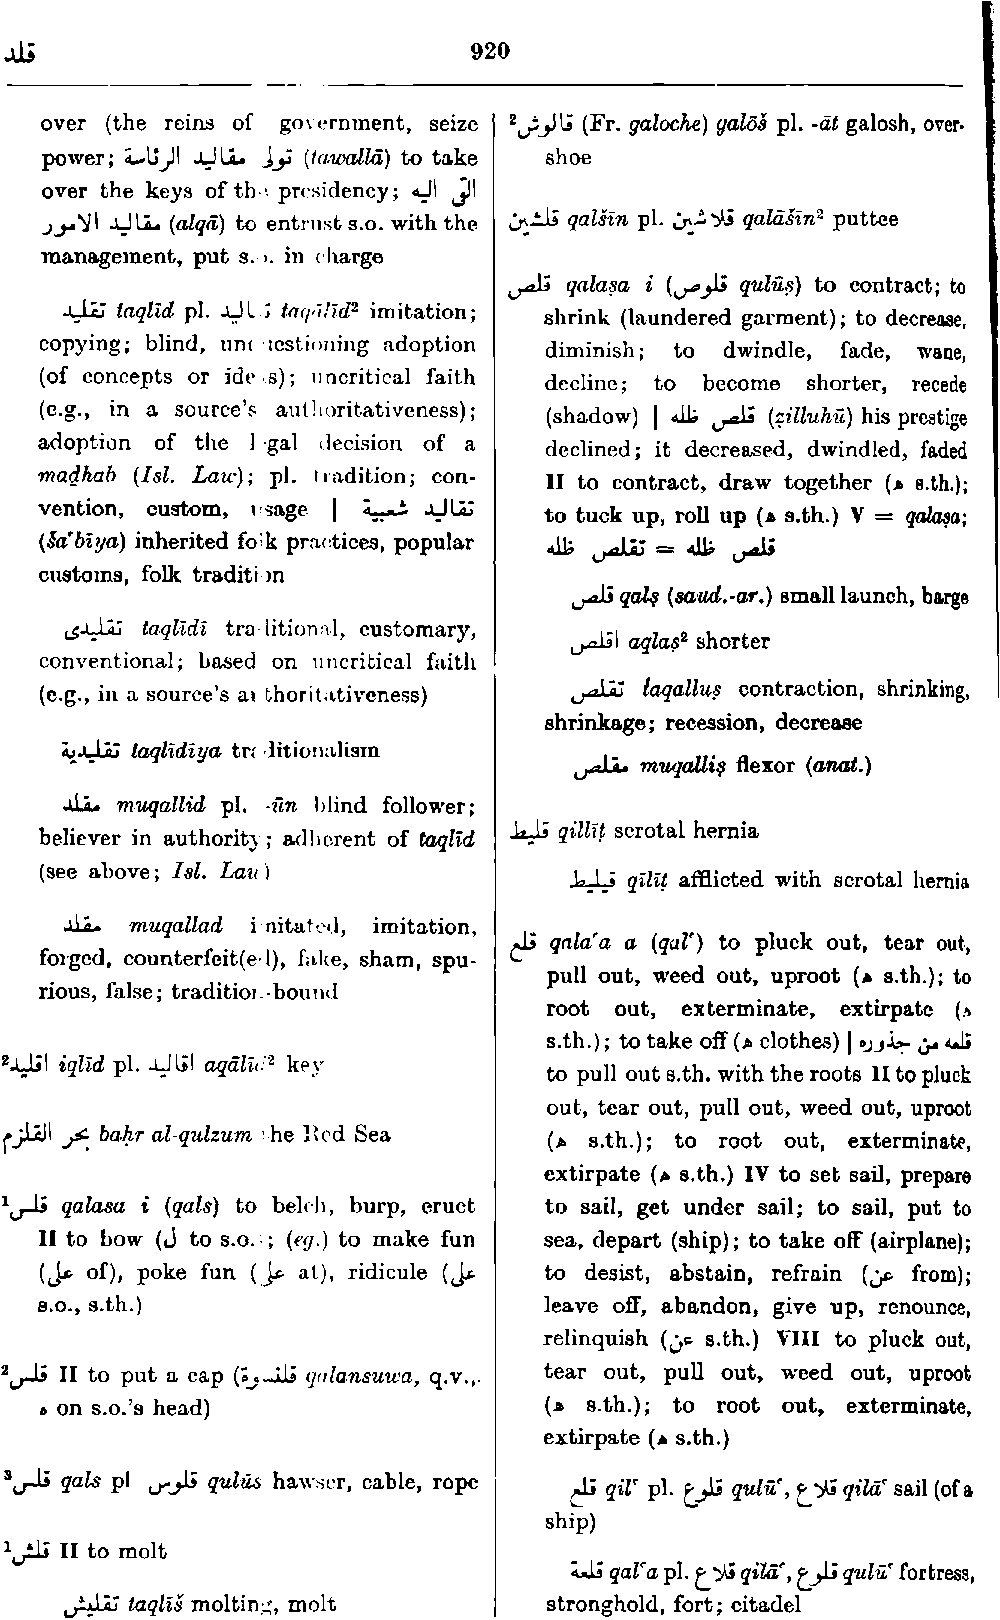 قلد
920
over (the reins of government, seize
power; تولى مقاليد الرئاسة (tawallā) to take
over the keys of the presidency; القى اليه
مقاليد الامور (alqā) to entrust s.o. with the
management, put s.o. in charge
تقليد taqlīd pl. تقاليد taqālīd² imitation;
copying; blind, unquestioning adoption
(of concepts or ideas); uncritical faith
(e.g., in a source's authoritativeness);
adoption of the legal decision of a
maḏhab (Isl. Law); pl. tradition; con-
vention, custom, usage | تقاليد شعبية
(šaʿbīya) inherited folk practices, popular
customs, folk tradition
تقليدى taqlīdī traditional, customary,
conventional; based on uncritical faith
(e.g., in a source's authoritativeness)
تقليدية taqlīdīya traditionalism
مقلد muqallid pl. -ūn blind follower;
believer in authority; adherent of taqlīd
(see above; Isl. Law)
مقلد muqallad imitated, imitation,
forged, counterfeit(ed), fake, sham, spu-
rious, false; tradition-bound
²اقليد iqlīd pl. اقاليد aqālīd² key
بحر القلزم baḥr al-qulzum the Red Sea
¹قلس qalasa i (qals) to belch, burp, eruct
II to bow (ل to s.o.); (eg.) to make fun
(على of), poke fun (على at), ridicule (على
s.o., s.th.)
²قلس II to put a cap (قلنسوة qalansuwa, q.v.,
ه on s.o.'s head)
³قلس qals pl قلوس qulūs hawser, cable, rope
¹قلش II to molt
تقليش taqlīš molting, molt
²قالوش (Fr. galoche) galōš pl. -āt galosh, over-
shoe
قلشين qalšīn pl. قلاشين qalāšīn² puttee
قلص qalaṣa i (قلوص qulūṣ) to contract; to
shrink (laundered garment); to decrease,
diminish; to dwindle, fade, wane,
decline; to become shorter, recede
(shadow) | قلص ظله (ẓilluhū) his prestige
declined; it decreased, dwindled, faded
II to contract, draw together (ه s.th.);
to tuck up, roll up (ه s.th.) V = qalaṣa;
قلص ظله = تقلص ظله
قلص qalṣ (saud.-ar.) small launch, barge
اقلص aqlaṣ² shorter
تقلص taqalluṣ contraction, shrinking,
shrinkage; recession, decrease
مقلص muqalliṣ flexor (anat.)
قليط qillīṭ scrotal hernia
قيليط qīlīṭ afflicted with scrotal hernia
قلع qalaʿa a (qalʿ) to pluck out, tear out,
pull out, weed out, uproot (ه s.th.); to
root out, exterminate, extirpate (ه
s.th.); to take off (ه clothes) | قلعه من جذوره
to pull out s.th. with the roots II to pluck
out, tear out, pull out, weed out, uproot
(ه s.th.); to root out, exterminate,
extirpate (ه s.th.) IV to set sail, prepare
to sail, get under sail; to sail, put to
sea, depart (ship); to take off (airplane);
to desist, abstain, refrain (عن from);
leave off, abandon, give up, renounce,
relinquish (عن s.th.) VIII to pluck out,
tear out, pull out, weed out, uproot
(ه s.th.); to root out, exterminate,
extirpate (ه s.th.)
قلع qilʿ pl. قلوع qulūʿ, قلاع qilāʿ sail (of a
ship)
قلعة qalʿa pl. قلاع qilāʿ, قلوع qulūʿ fortress,
stronghold, fort; citadel